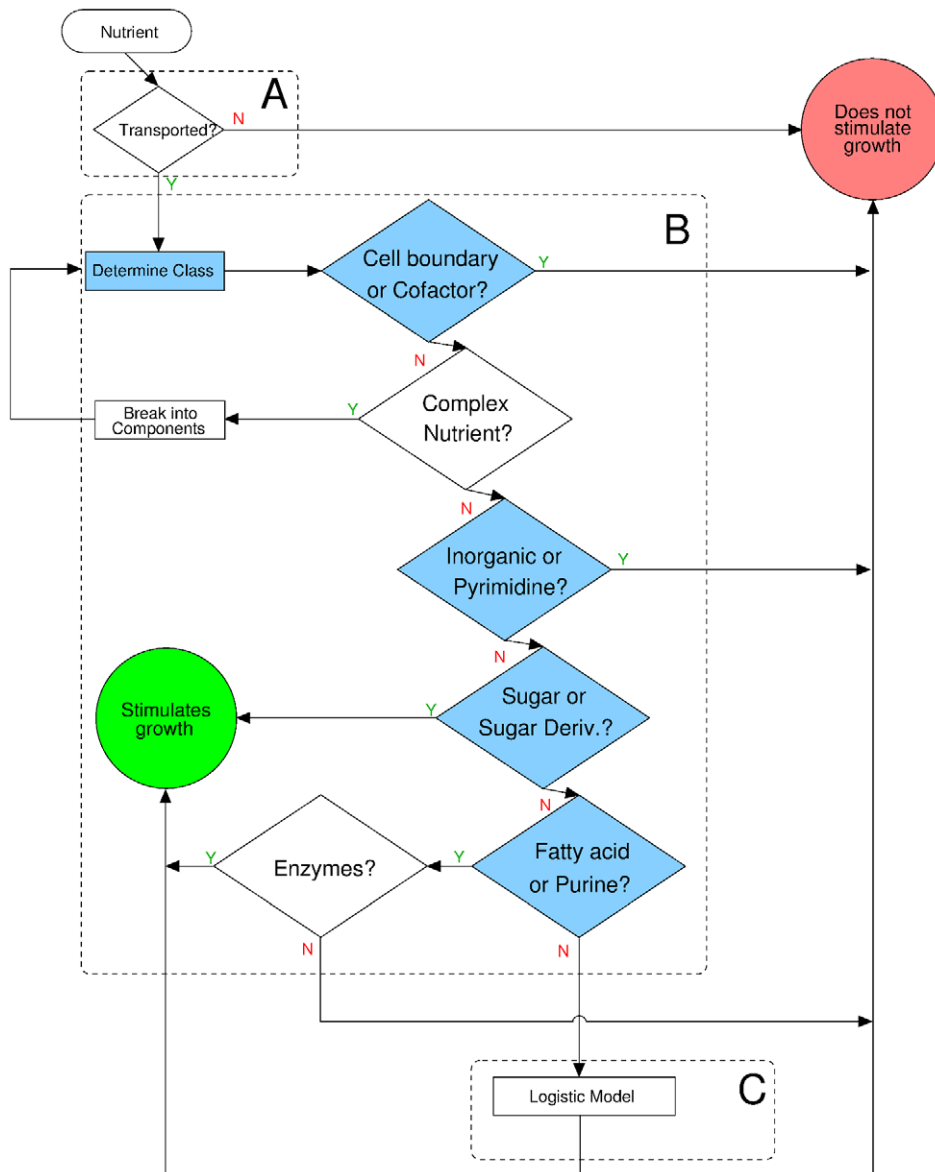 Nutrient
A
Transported?
N
Does not
stimulate
growth
Y
B
Determine Class
Cell boundary
or Cofactor?
Y
N
Break into
Components
Y
Complex
Nutrient?
N
Inorganic or
Pyrimidine?
Y
N
Stimulates
growth
Y
Sugar or
Sugar Deriv.?
N
Y
Enzymes?
Y
Fatty acid
or Purine?
N
N
Logistic Model
C